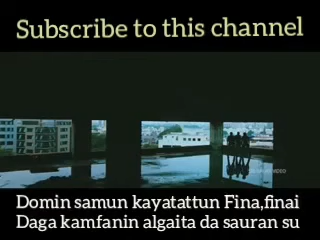 Subscribe to this channel
Domin samun kayatattun Fina,finai
Daga kamfanin algaita da sauran su